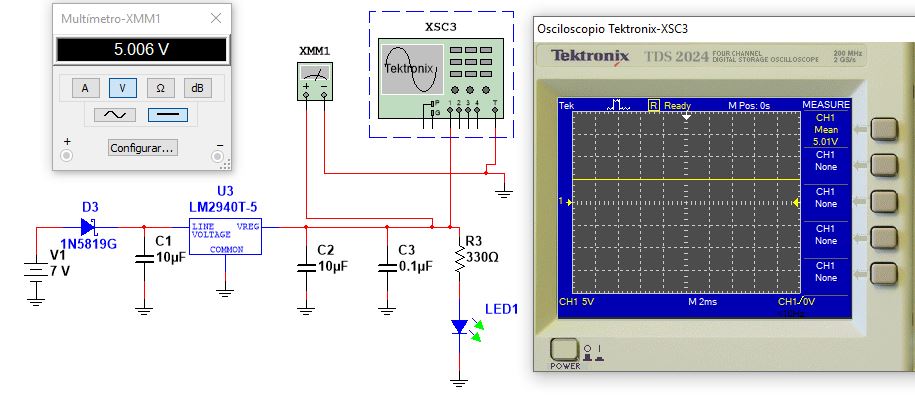 Multímetro-XMM1
5.006 V
A
V
Ω
dB
Configurar...
+
−
XMM1
+ −
XSC3
Tektronix
P
G
1 2 3 4
T
D3
1N5819G
V1
7 V
C1
10µF
U3
LM2940T-5
LINE VREG
VOLTAGE
COMMON
C2
10µF
C3
0.1µF
R3
330Ω
LED1
Osciloscopio Tektronix-XSC3
Tektronix TDS 2024 FOUR CHANNEL
DIGITAL STORAGE OSCILLOSCOPE
200 MHz
2 GS/s
Tek R Ready M Pos: 0s MEASURE
CH1
Mean
5.01V
CH1
None
CH1
None
CH1
None
CH1
None
1
CH1 5V M 2ms CH1/0V
POWER